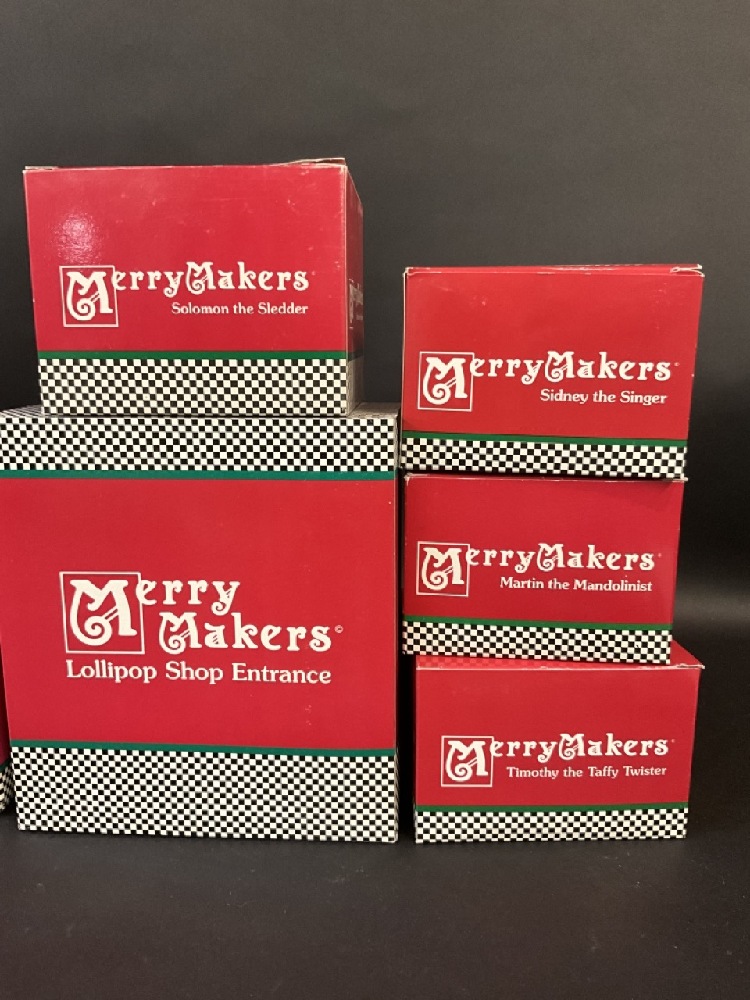 MerryMakers
Solomon the Sledder
Merry
Makers©
Lollipop Shop Entrance
MerryMakers
Sidney the Singer
MerryMakers
Martin the Mandolinist
MerryMakers
Timothy the Taffy Twister